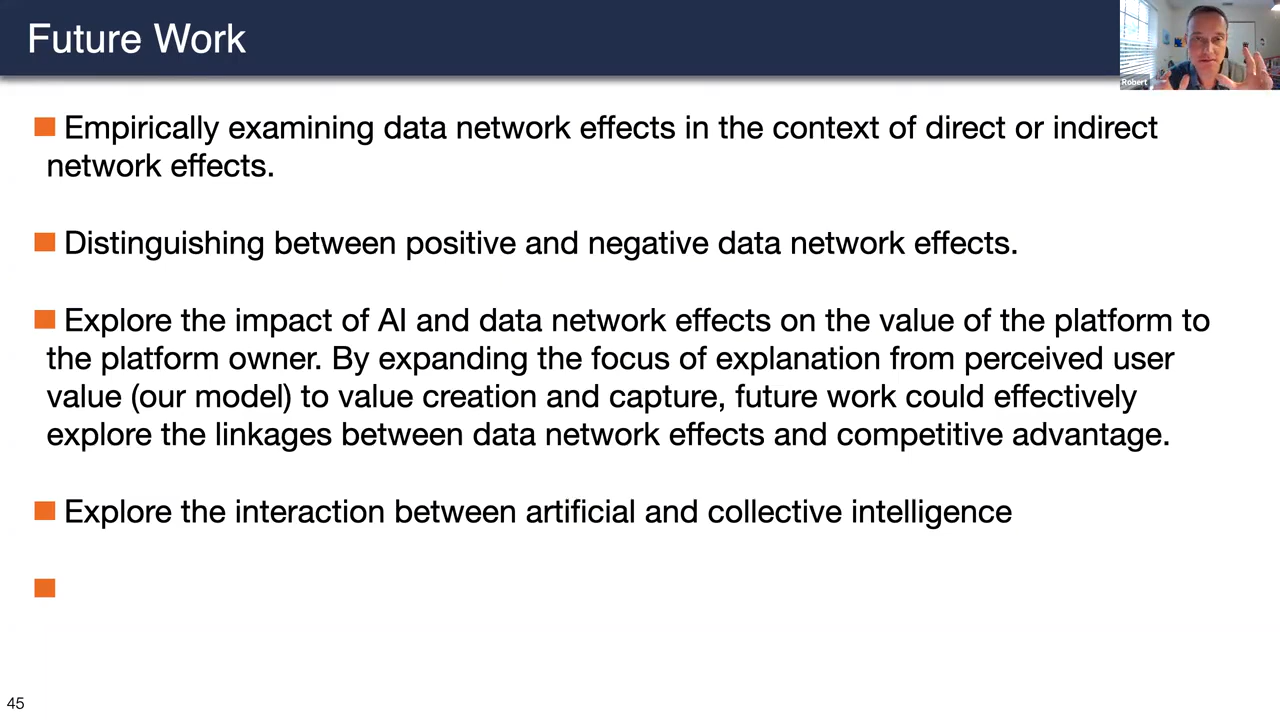 Future Work
Robert
Empirically examining data network effects in the context of direct or indirect
network effects.
Distinguishing between positive and negative data network effects.
Explore the impact of AI and data network effects on the value of the platform to
the platform owner. By expanding the focus of explanation from perceived user
value (our model) to value creation and capture, future work could effectively
explore the linkages between data network effects and competitive advantage.
Explore the interaction between artificial and collective intelligence
45